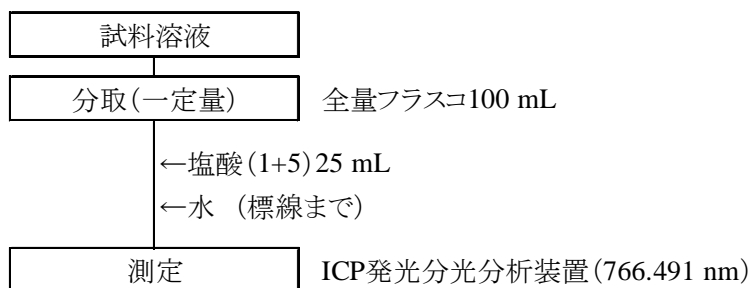 試料溶液
分取(一定量) 全量フラスコ100 mL
←塩酸(1+5)25 mL
←水 (標線まで)
測定 ICP発光分光分析装置(766.491 nm)